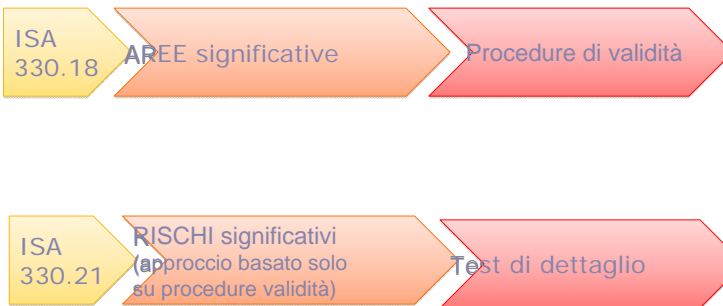 ISA
330.18
AREE significative
Procedure di validità
ISA
330.21
RISCHI significativi
(approccio basato solo
su procedure validità)
Test di dettaglio